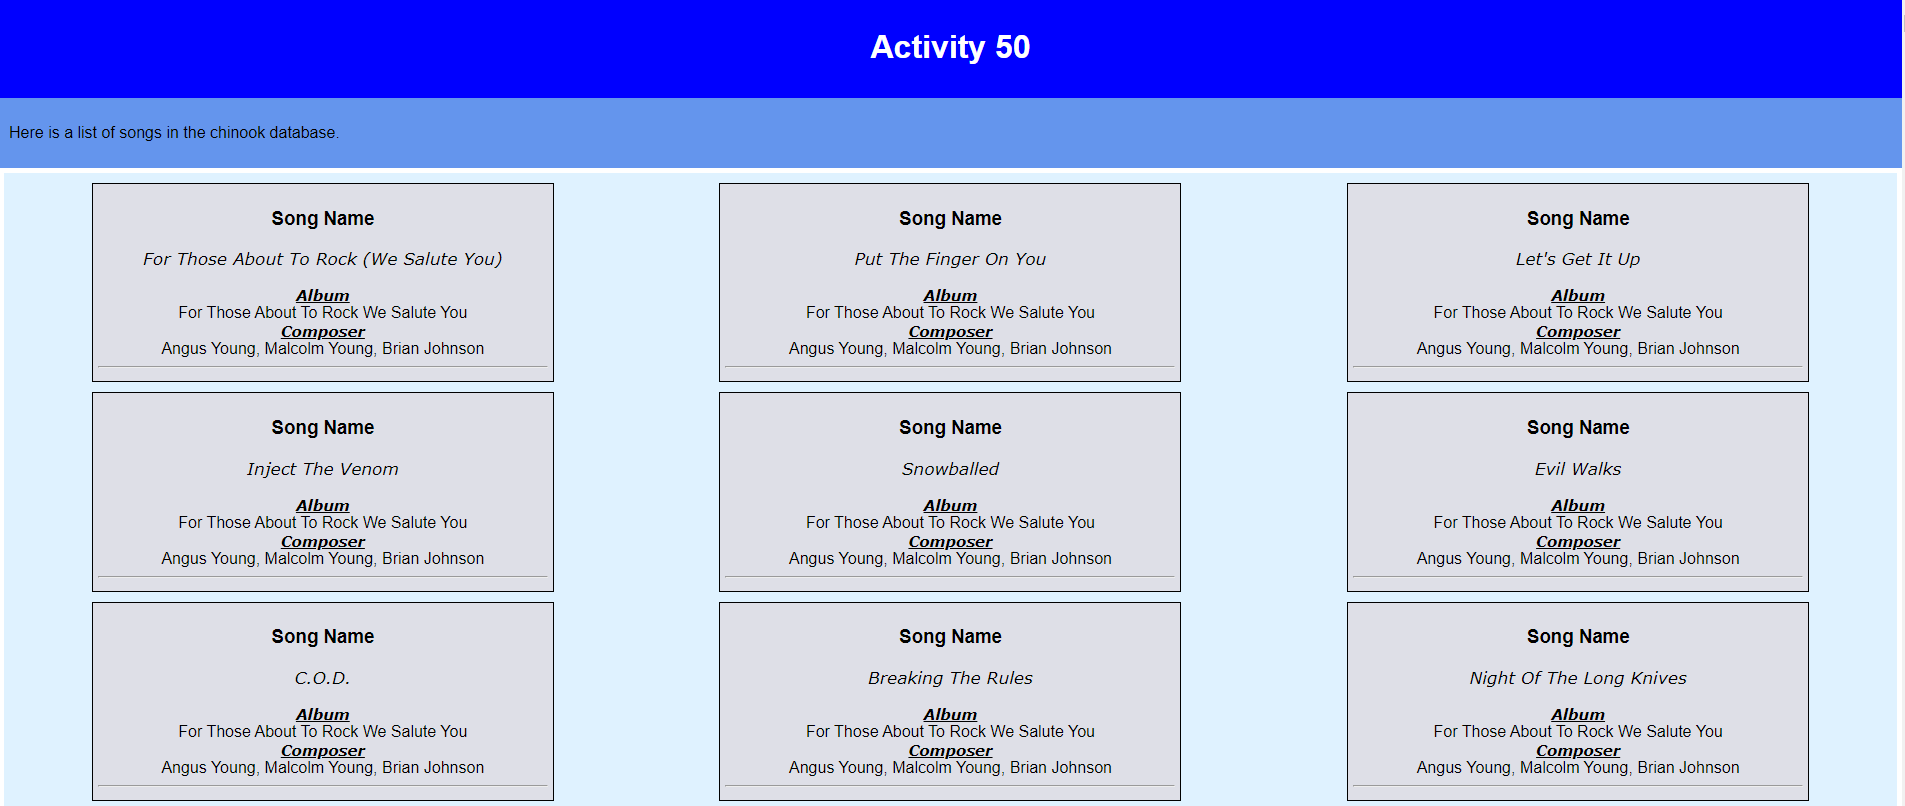 Activity 50
Here is a list of songs in the chinook database.
Song Name
For Those About To Rock (We Salute You)
Album
For Those About To Rock We Salute You
Composer
Angus Young, Malcolm Young, Brian Johnson
Song Name
Put The Finger On You
Album
For Those About To Rock We Salute You
Composer
Angus Young, Malcolm Young, Brian Johnson
Song Name
Let's Get It Up
Album
For Those About To Rock We Salute You
Composer
Angus Young, Malcolm Young, Brian Johnson
Song Name
Inject The Venom
Album
For Those About To Rock We Salute You
Composer
Angus Young, Malcolm Young, Brian Johnson
Song Name
Snowballed
Album
For Those About To Rock We Salute You
Composer
Angus Young, Malcolm Young, Brian Johnson
Song Name
Evil Walks
Album
For Those About To Rock We Salute You
Composer
Angus Young, Malcolm Young, Brian Johnson
Song Name
C.O.D.
Album
For Those About To Rock We Salute You
Composer
Angus Young, Malcolm Young, Brian Johnson
Song Name
Breaking The Rules
Album
For Those About To Rock We Salute You
Composer
Angus Young, Malcolm Young, Brian Johnson
Song Name
Night Of The Long Knives
Album
For Those About To Rock We Salute You
Composer
Angus Young, Malcolm Young, Brian Johnson